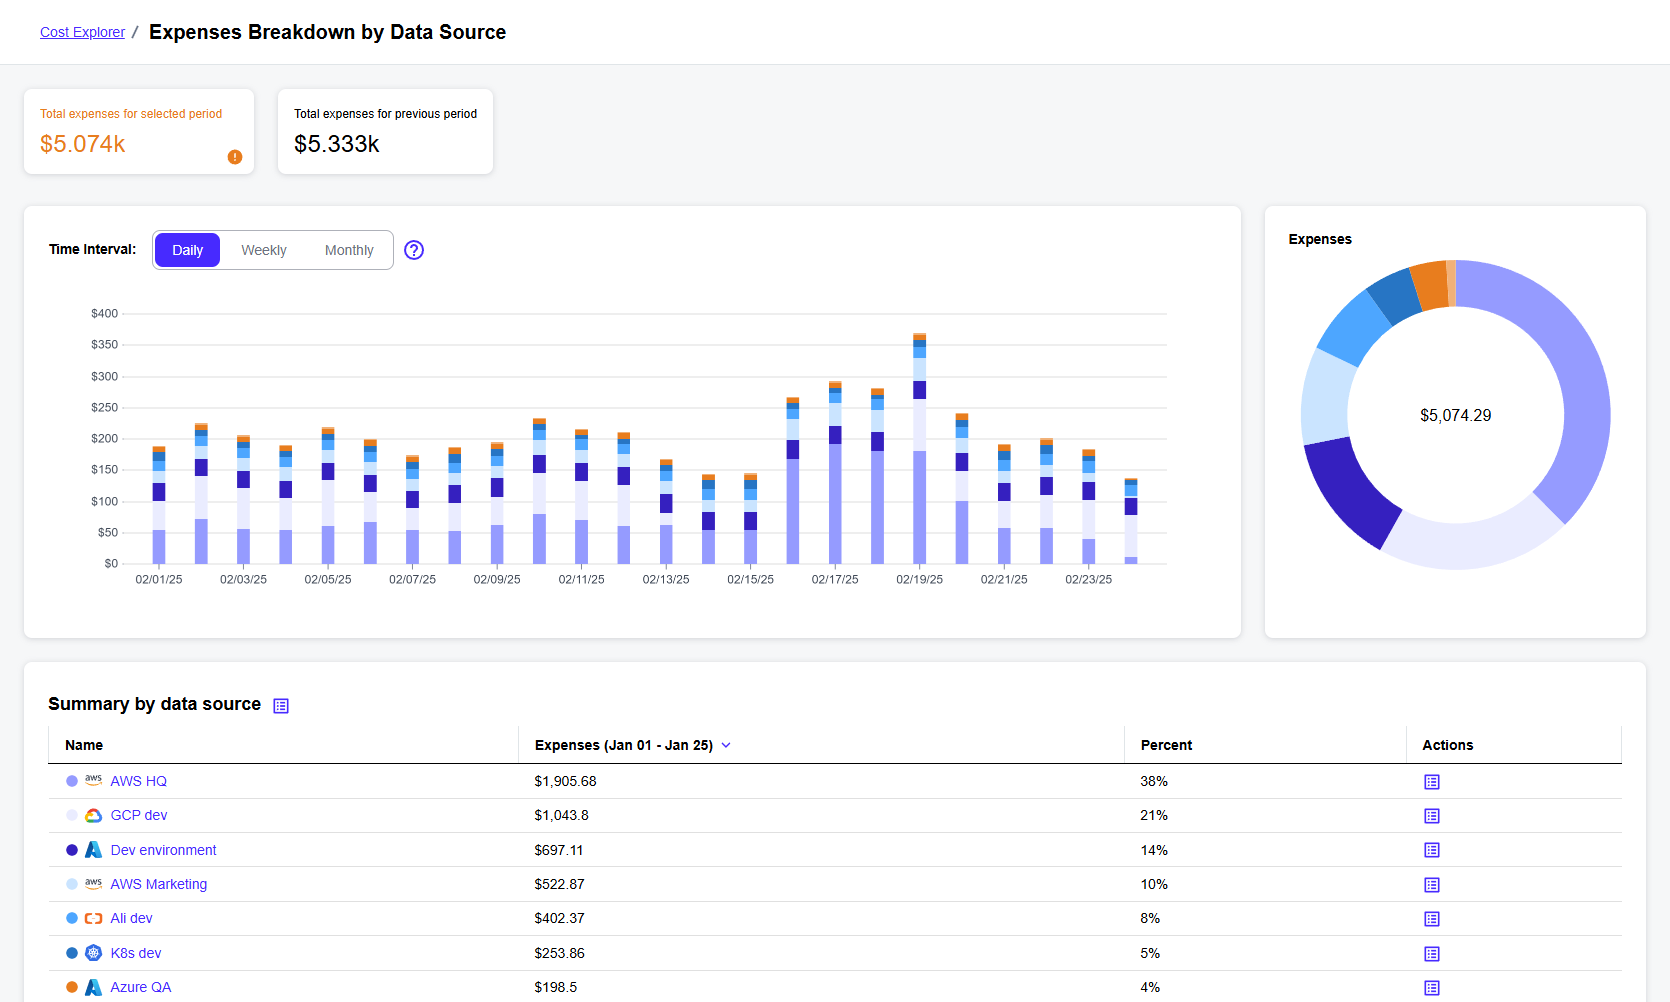 Cost Explorer / Expenses Breakdown by Data Source
Total expenses for selected period
$5.074k
Total expenses for previous period
$5.333k
Time Interval: Daily Weekly Monthly
$400
$350
$300
$250
$200
$150
$100
$50
$0
02/01/25 02/03/25 02/05/25 02/07/25 02/09/25 02/11/25 02/13/25 02/15/25 02/17/25 02/19/25 02/21/25 02/23/25
Expenses
$5,074.29
Summary by data source
Name Expenses (Jan 01 - Jan 25) Percent Actions
aws AWS HQ $1,905.68 38%
GCP dev $1,043.8 21%
Dev environment $697.11 14%
aws AWS Marketing $522.87 10%
Ali dev $402.37 8%
K8s dev $253.86 5%
Azure QA $198.5 4%